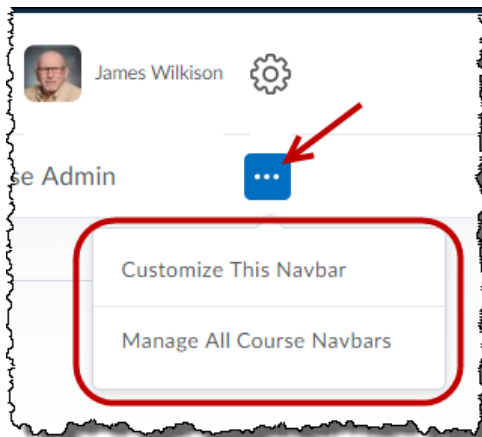 James Wilkison
se Admin
Customize This Navbar
Manage All Course Navbars